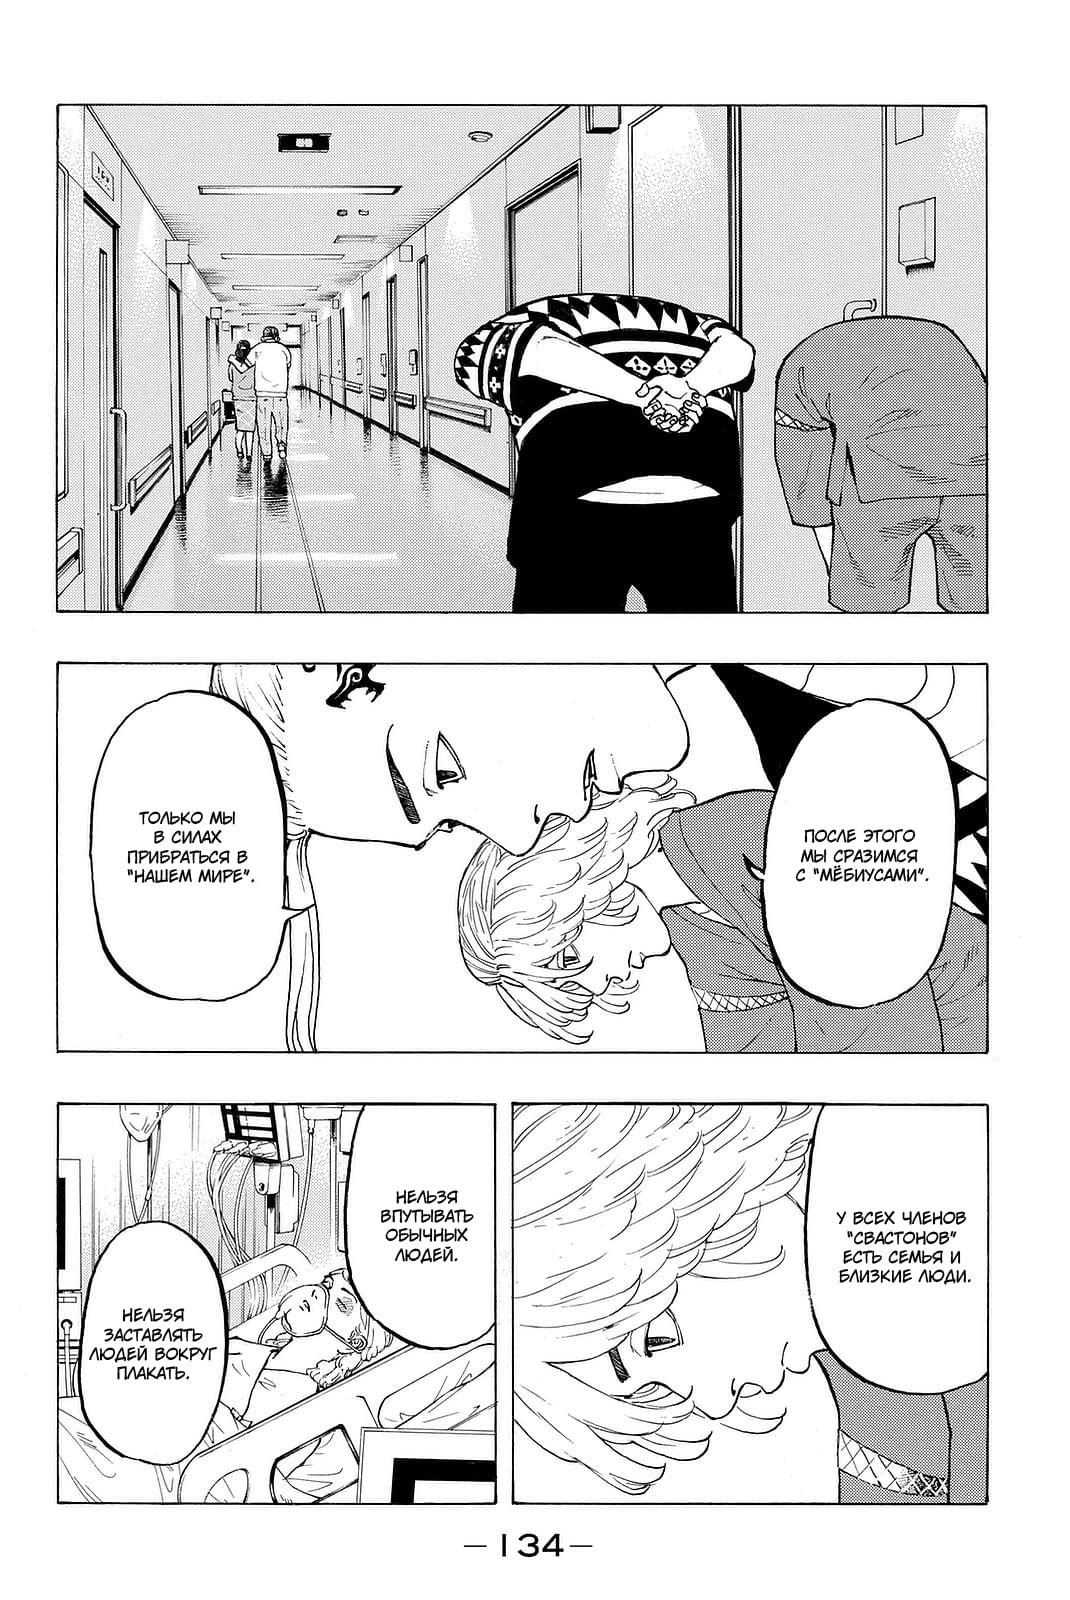 ПОСЛЕ ЭТОГО
МЫ СРАЗИМСЯ
С "МЁБИУСАМИ".
ТОЛЬКО МЫ
В СИЛАХ
ПРИБРАТЬСЯ В
"НАШЕМ МИРЕ".
У ВСЕХ ЧЛЕНОВ
"СВАСТОНОВ"
ЕСТЬ СЕМЬЯ И
БЛИЗКИЕ ЛЮДИ.
НЕЛЬЗЯ
ВПУТЫВАТЬ
ОБЫЧНЫХ
ЛЮДЕЙ.
НЕЛЬЗЯ
ЗАСТАВЛЯТЬ
ЛЮДЕЙ ВОКРУГ
ПЛАКАТЬ.
—134—